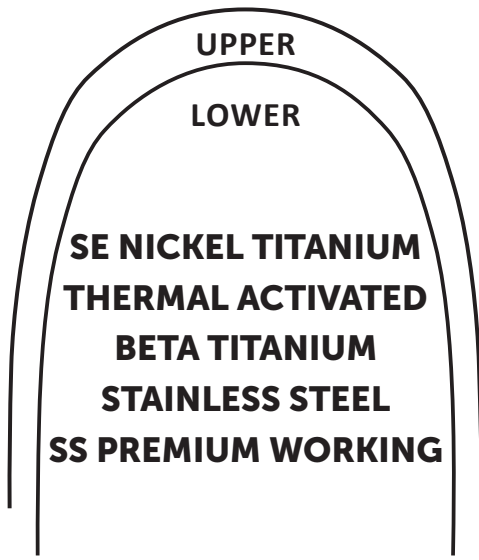 UPPER
LOWER
SE NICKEL TITANIUM
THERMAL ACTIVATED
BETA TITANIUM
STAINLESS STEEL
SS PREMIUM WORKING